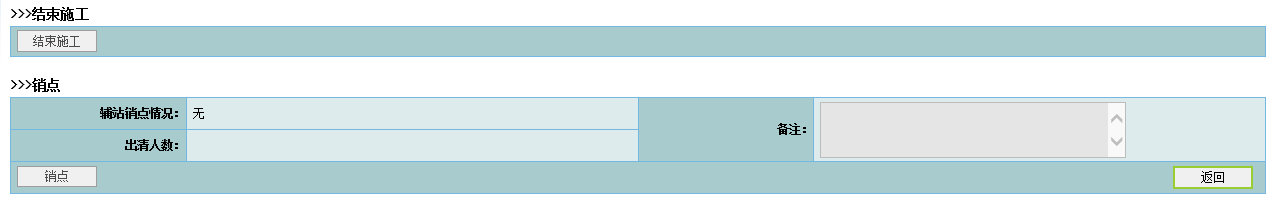 >>>结束施工
结束施工
>>>销点
辅站销点情况： 无
备注：
出清人数：
销点 返回